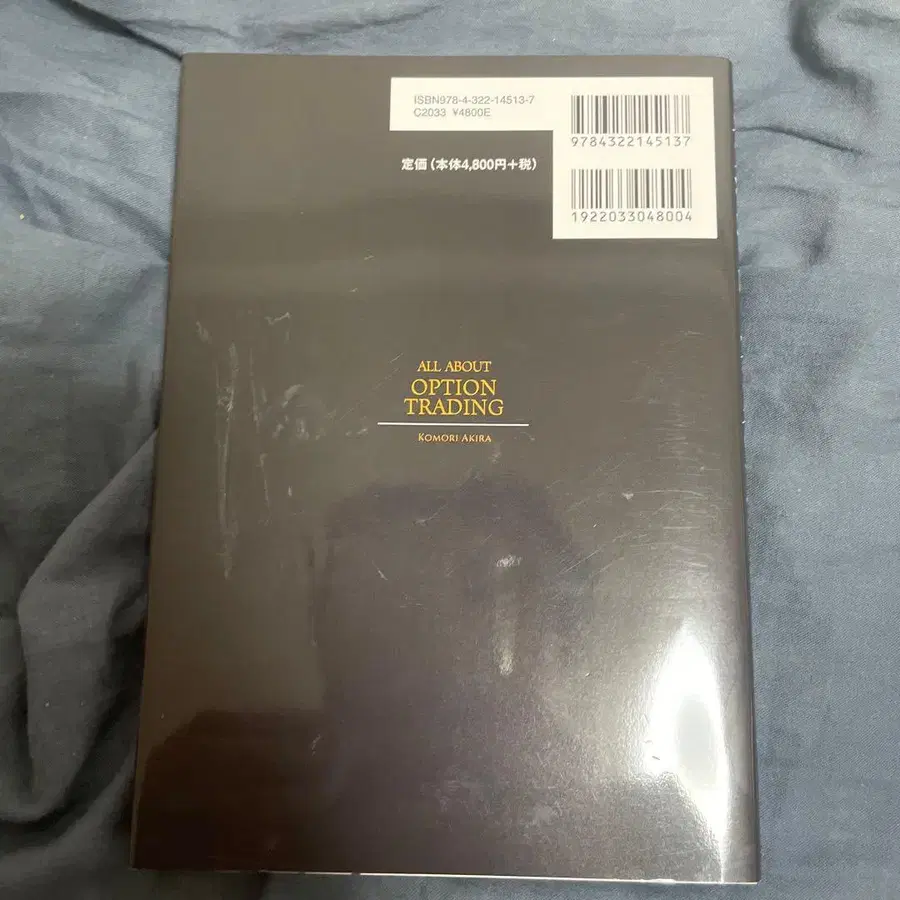 ISBN978-4-322-14513-7
C2033 ¥4800E
定価(本体4,800円+税)
9784322145137
1922033048004
ALL ABOUT
OPTION
TRADING
KOMORI AKIRA